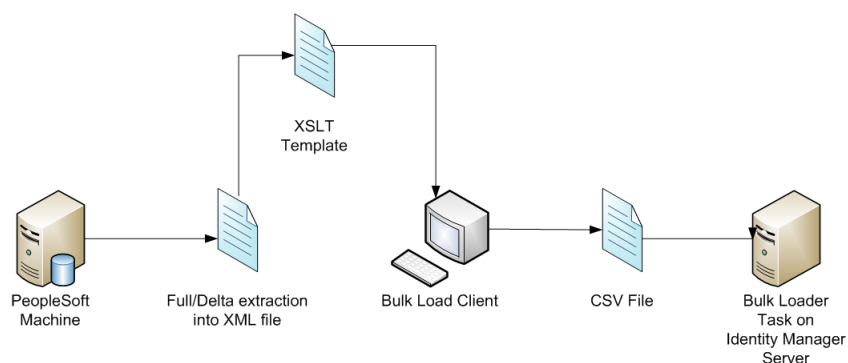 XSLT
Template
PeopleSoft
Machine
Full/Delta extraction
into XML file
Bulk Load Client
CSV File
Bulk Loader
Task on
Identity Manager
Server